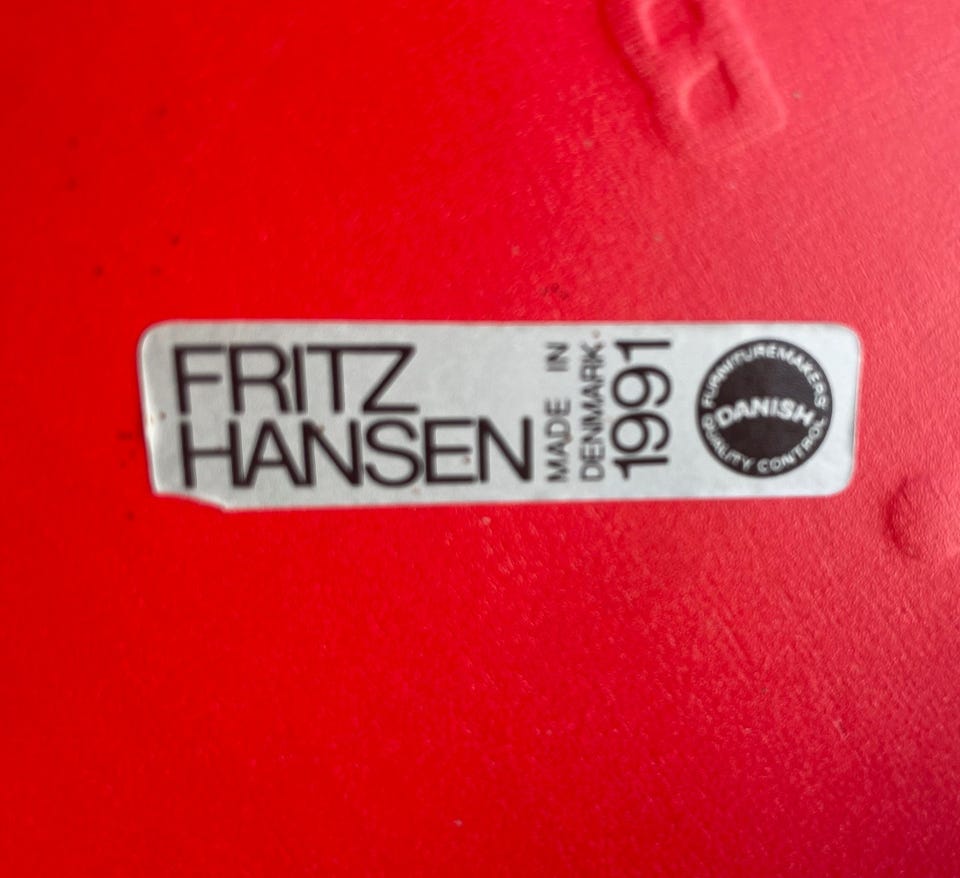 FRITZ
HANSEN
MADE IN
DENMARK
1991
FURNITUREMAKERS'
DANISH
QUALITY CONTROL